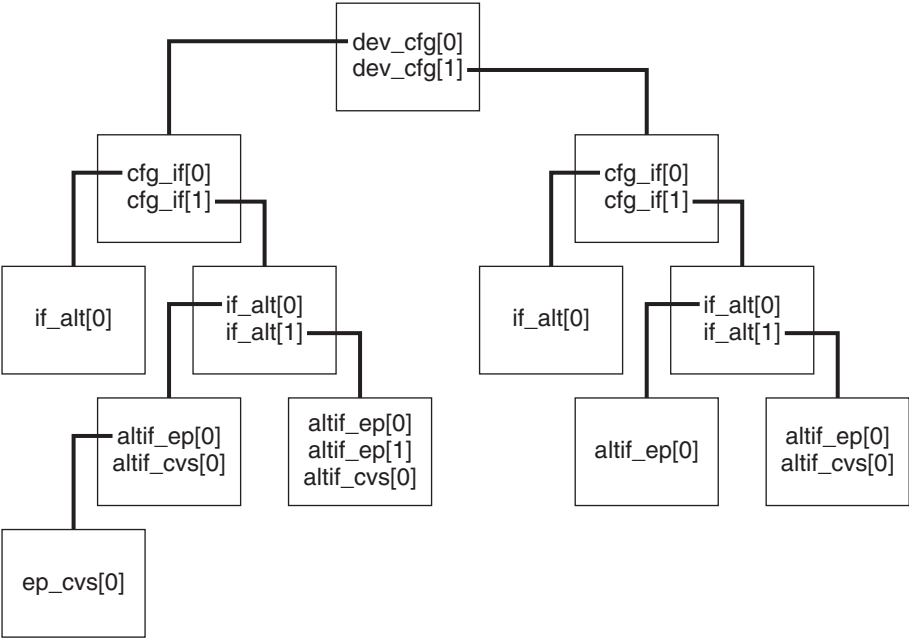 dev_cfg[0]
dev_cfg[1]
cfg_if[0]
cfg_if[1]
cfg_if[0]
cfg_if[1]
if_alt[0]
if_alt[0]
if_alt[1]
if_alt[0]
if_alt[0]
if_alt[1]
altif_ep[0]
altif_cvs[0]
altif_ep[0]
altif_ep[1]
altif_cvs[0]
altif_ep[0]
altif_ep[0]
altif_cvs[0]
ep_cvs[0]